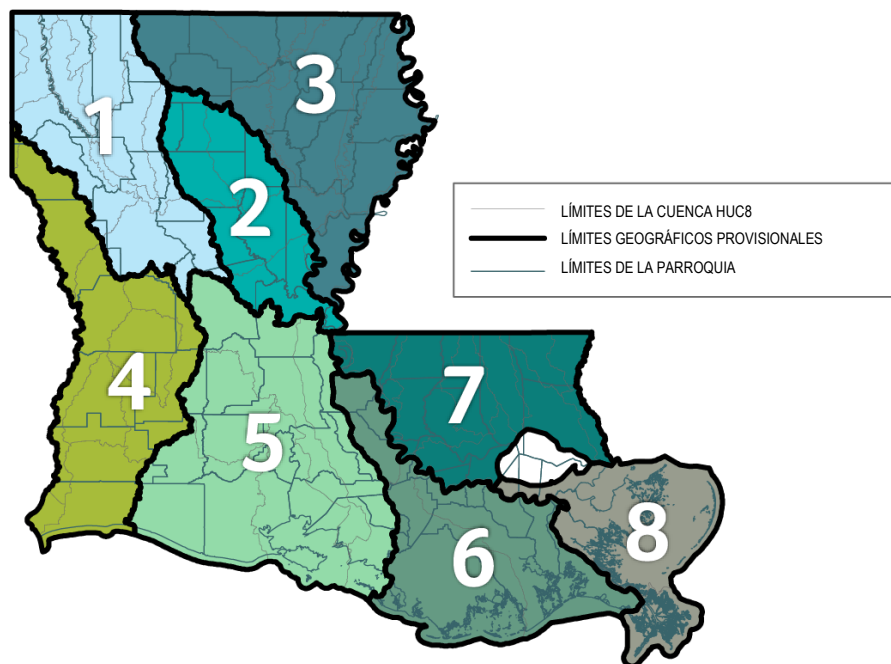 1
3
2
4
5
7
6
8
LÍMITES DE LA CUENCA HUC8
LÍMITES GEOGRÁFICOS PROVISIONALES
LÍMITES DE LA PARROQUIA